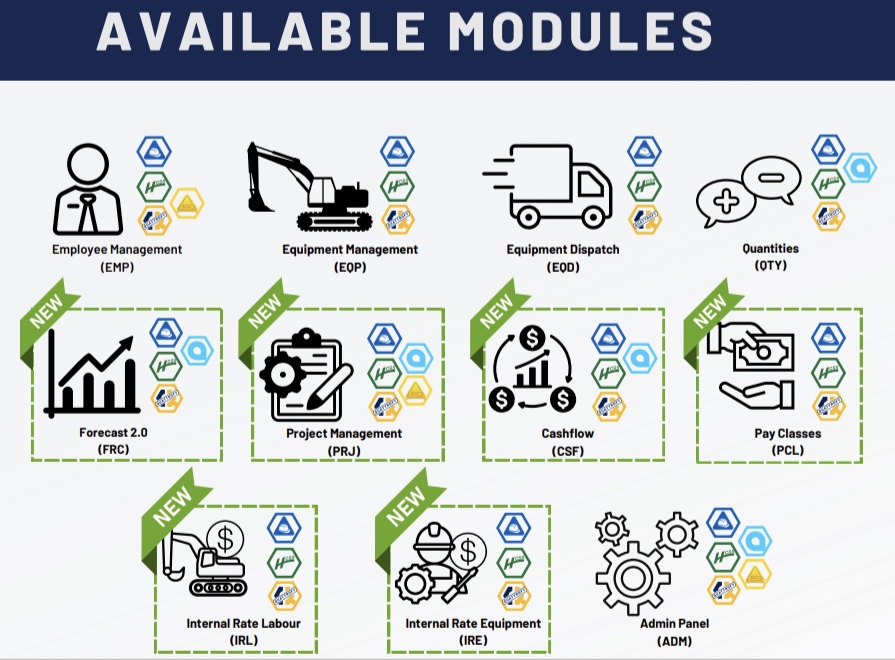 AVAILABLE MODULES
Employee Management
(EMP)
Equipment Management
(EQP)
Equipment Dispatch
(EQD)
Quantities
(QTY)
NEW
Forecast 2.0
(FRC)
NEW
Project Management
(PRJ)
NEW
Cashflow
(CSF)
NEW
Pay Classes
(PCL)
NEW
Internal Rate Labour
(IRL)
NEW
Internal Rate Equipment
(IRE)
Admin Panel
(ADM)